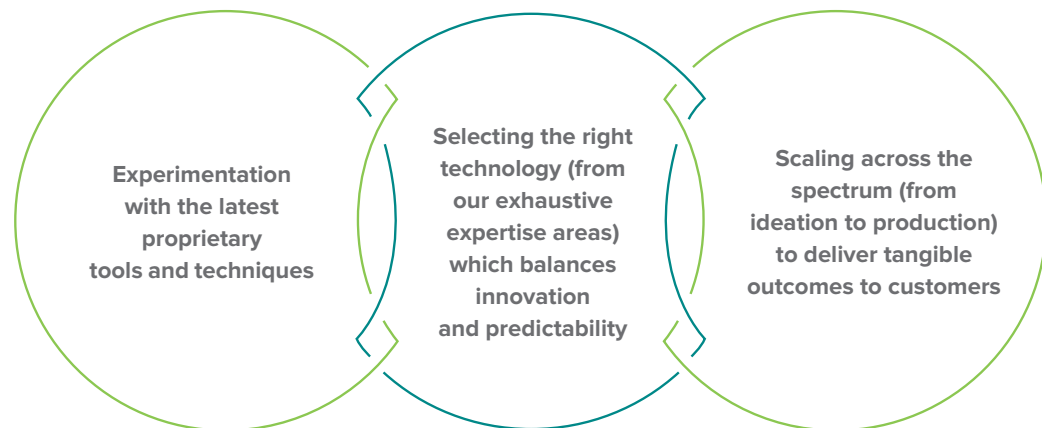 Experimentation
with the latest
proprietary
tools and techniques
Selecting the right
technology (from
our exhaustive
expertise areas)
which balances
innovation
and predictability
Scaling across the
spectrum (from
ideation to production)
to deliver tangible
outcomes to customers